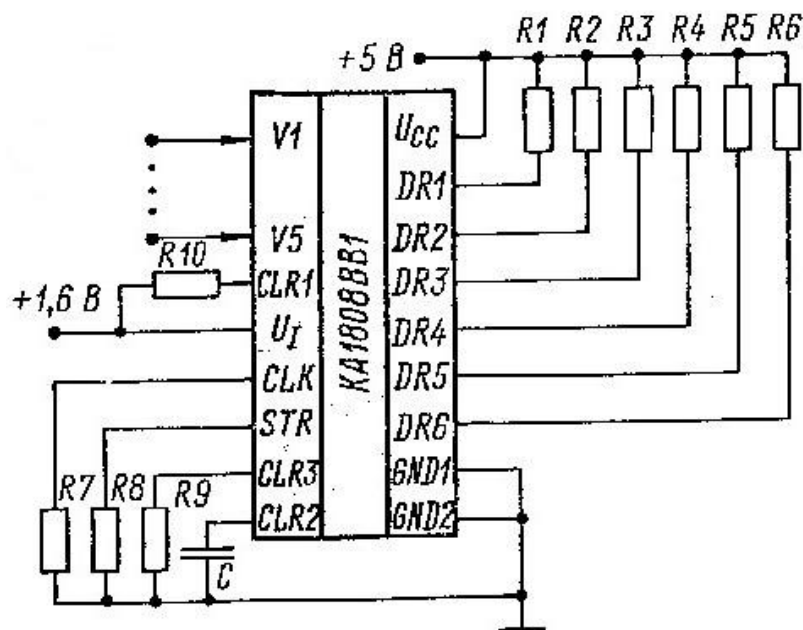 R1 R2 R3 R4 R5 R6
+5 В
V1
V5
R10
CLR1
+1,6 В
UI
CLK
STR
CLR3
CLR2
R7 R8 R9
C
КА1808ВВ1
UCC
DR1
DR2
DR3
DR4
DR5
DR6
GND1
GND2